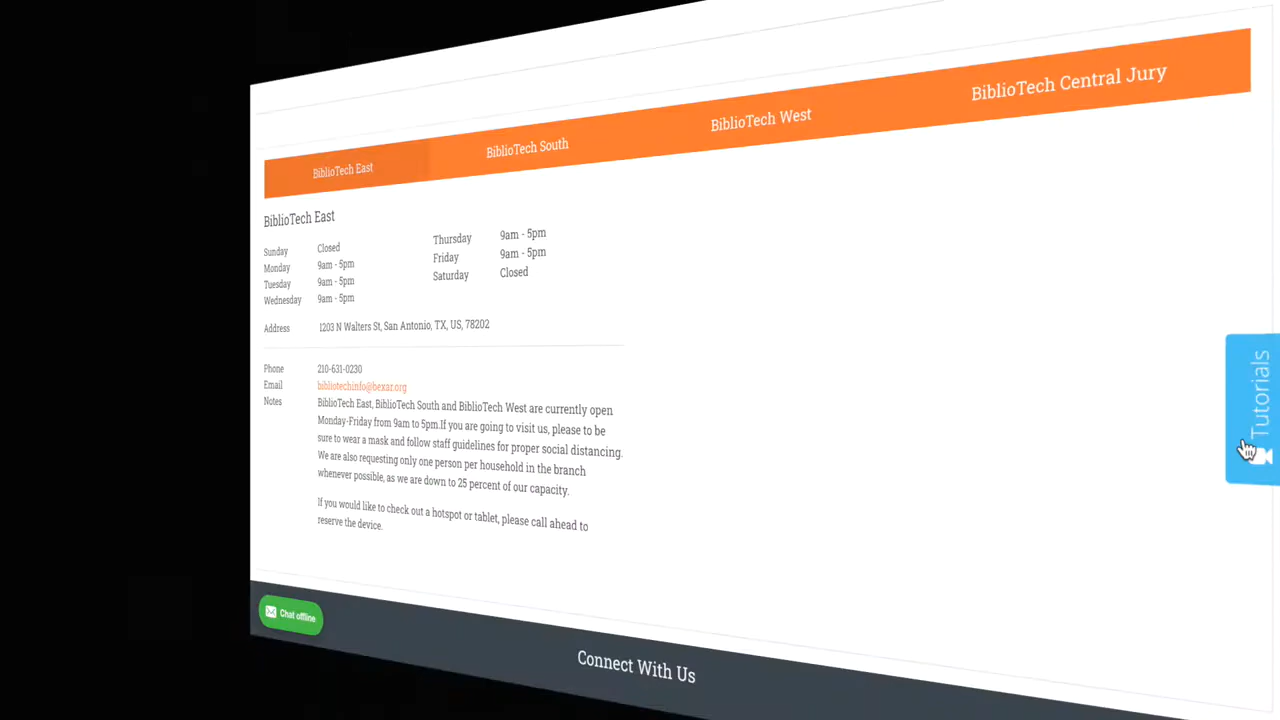 BiblioTech East
BiblioTech South
BiblioTech West
BiblioTech Central Jury
BiblioTech East
Sunday Closed
Monday 9am - 5pm
Tuesday 9am - 5pm
Wednesday 9am - 5pm
Thursday 9am - 5pm
Friday 9am - 5pm
Saturday Closed
Address 1203 N Walters St, San Antonio, TX, US, 78202
Phone 210-631-0230
Email bibliotechinfo@bexar.org
Notes BiblioTech East, BiblioTech South and BiblioTech West are currently open
Monday-Friday from 9am to 5pm.If you are going to visit us, please to be
sure to wear a mask and follow staff guidelines for proper social distancing.
We are also requesting only one person per household in the branch
whenever possible, as we are down to 25 percent of our capacity.
If you would like to check out a hotspot or tablet, please call ahead to
reserve the device.
Tutorials
Chat offline
Connect With Us